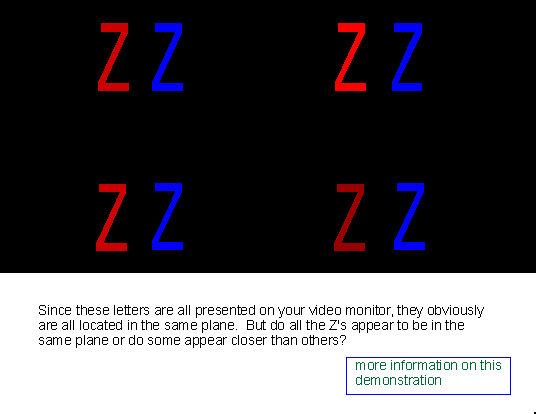 Z Z Z Z
Z Z Z Z
Since these letters are all presented on your video monitor, they obviously
are all located in the same plane.  But do all the Z's appear to be in the
same plane or do some appear closer than others?
more information on this
demonstration